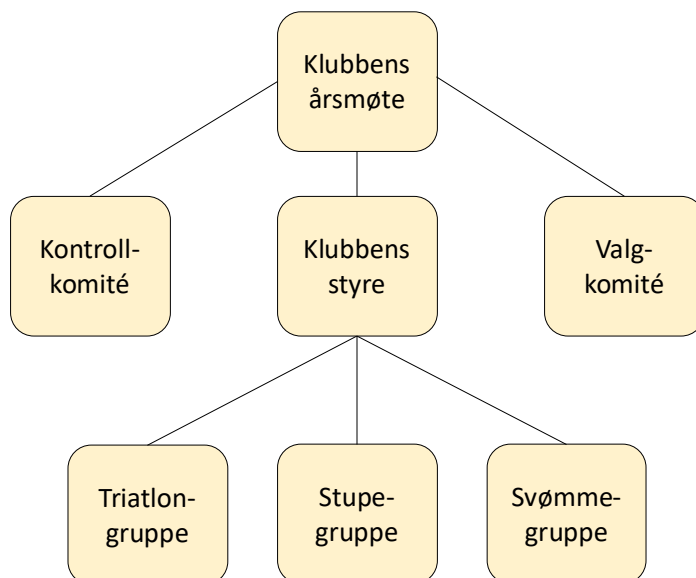 Klubbens
årsmøte
Kontroll-
komité
Klubbens
styre
Valg-
komité
Triatlon-
gruppe
Stupe-
gruppe
Svømme-
gruppe